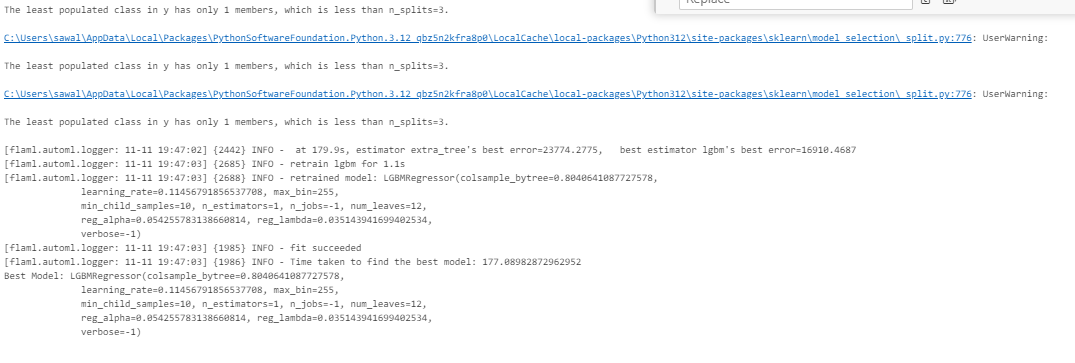 Replace
The least populated class in y has only 1 members, which is less than n_splits=3.
C:\Users\sawal\AppData\Local\Packages\PythonSoftwareFoundation.Python.3.12_qbz5n2kfra8p0\LocalCache\local-packages\Python312\site-packages\sklearn\model_selection\_split.py:776: UserWarning:
The least populated class in y has only 1 members, which is less than n_splits=3.
C:\Users\sawal\AppData\Local\Packages\PythonSoftwareFoundation.Python.3.12_qbz5n2kfra8p0\LocalCache\local-packages\Python312\site-packages\sklearn\model_selection\_split.py:776: UserWarning:
The least populated class in y has only 1 members, which is less than n_splits=3.
[flaml.automl.logger: 11-11 19:47:02] {2442} INFO -  at 179.9s, estimator extra_tree's best error=23774.2775,   best estimator lgbm's best error=16910.4687
[flaml.automl.logger: 11-11 19:47:03] {2685} INFO - retrain lgbm for 1.1s
[flaml.automl.logger: 11-11 19:47:03] {2688} INFO - retrained model: LGBMRegressor(colsample_bytree=0.8040641087727578,
learning_rate=0.11456791856537708, max_bin=255,
min_child_samples=10, n_estimators=1, n_jobs=-1, num_leaves=12,
reg_alpha=0.054255783138660814, reg_lambda=0.035143941699402534,
verbose=-1)
[flaml.automl.logger: 11-11 19:47:03] {1985} INFO - fit succeeded
[flaml.automl.logger: 11-11 19:47:03] {1986} INFO - Time taken to find the best model: 177.08982872962952
Best Model: LGBMRegressor(colsample_bytree=0.8040641087727578,
learning_rate=0.11456791856537708, max_bin=255,
min_child_samples=10, n_estimators=1, n_jobs=-1, num_leaves=12,
reg_alpha=0.054255783138660814, reg_lambda=0.035143941699402534,
verbose=-1)